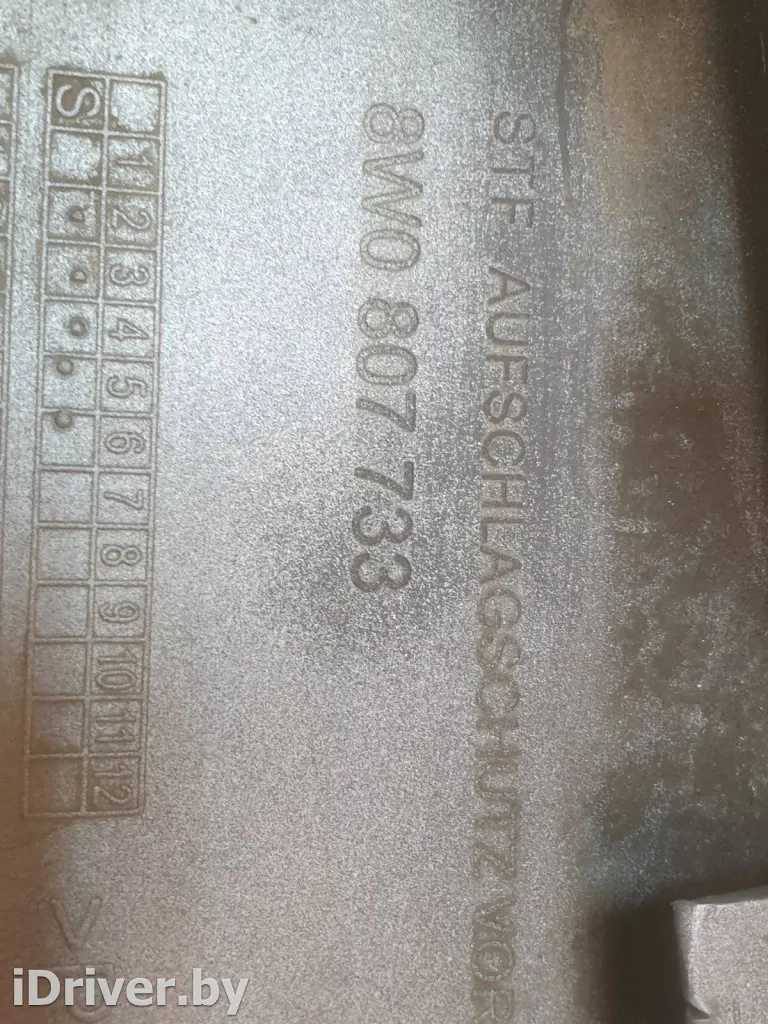 STF AUFSCHLAGSCHUTZ VOR
8W0 807 733
S 1 2 3 4 5 6 7 8 9 10 11 12
iDriver.by